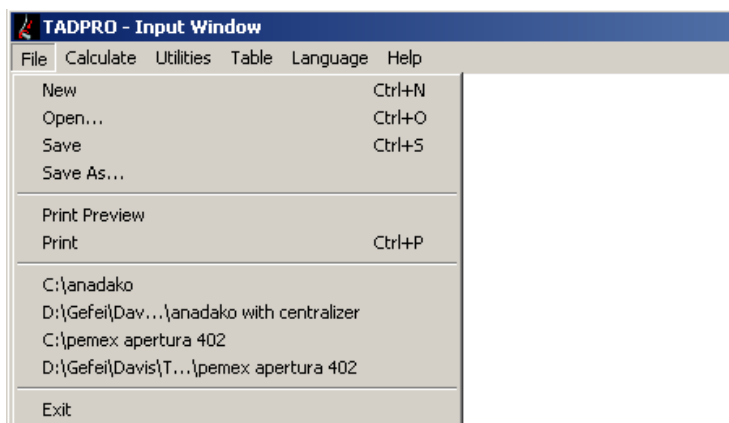 TADPRO - Input Window
File Calculate Utilities Table Language Help
New Ctrl+N
Open... Ctrl+O
Save Ctrl+S
Save As...
Print Preview
Print Ctrl+P
C:\anadako
D:\Gefei\Dav...\anadako with centralizer
C:\pemex apertura 402
D:\Gefei\Davis\T...\pemex apertura 402
Exit